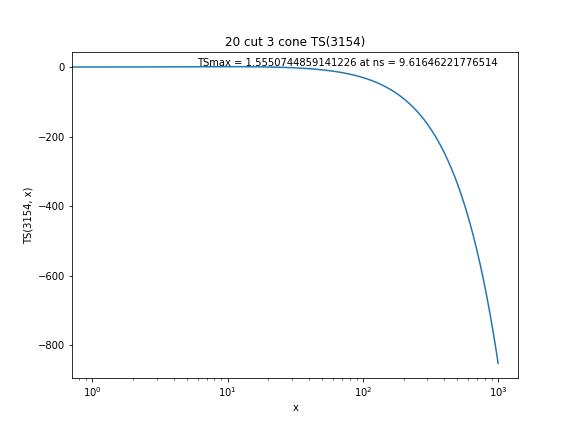 20 cut 3 cone TS(3154)
TSmax = 1.5550744859141226 at ns = 9.61646221776514
0
−200
−400
−600
−800
TS(3154, x)
10⁰ 10¹ 10² 10³
x